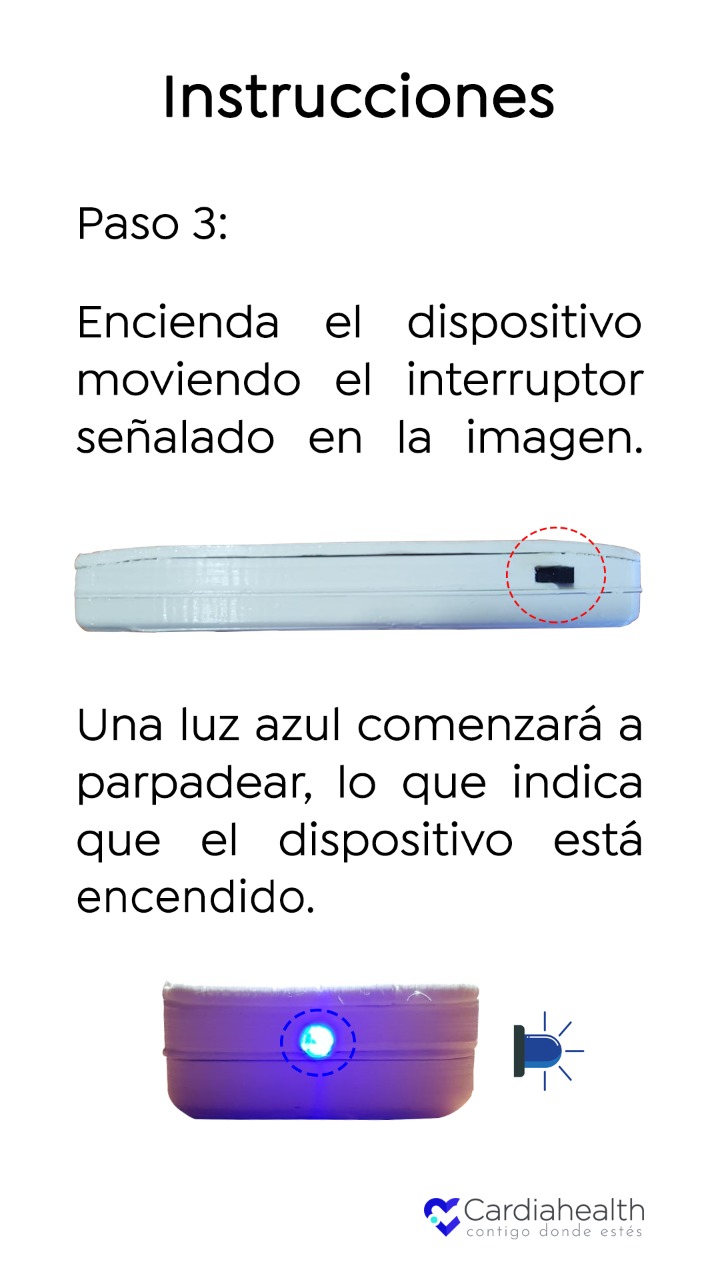 Instrucciones
Paso 3:
Encienda el dispositivo
moviendo el interruptor
señalado en la imagen.
Una luz azul comenzará a
parpadear, lo que indica
que el dispositivo está
encendido.
Cardiahealth
contigo donde estés